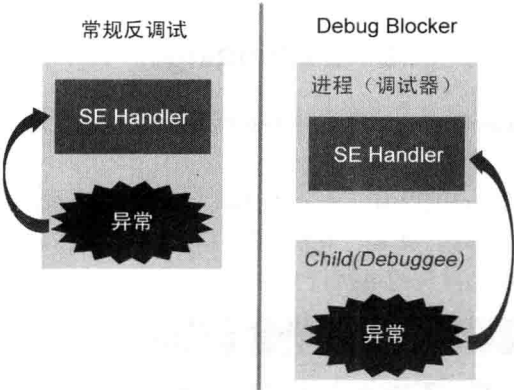 常规反调试
SE Handler
异常
Debug Blocker
进程（调试器）
SE Handler
Child(Debuggee)
异常